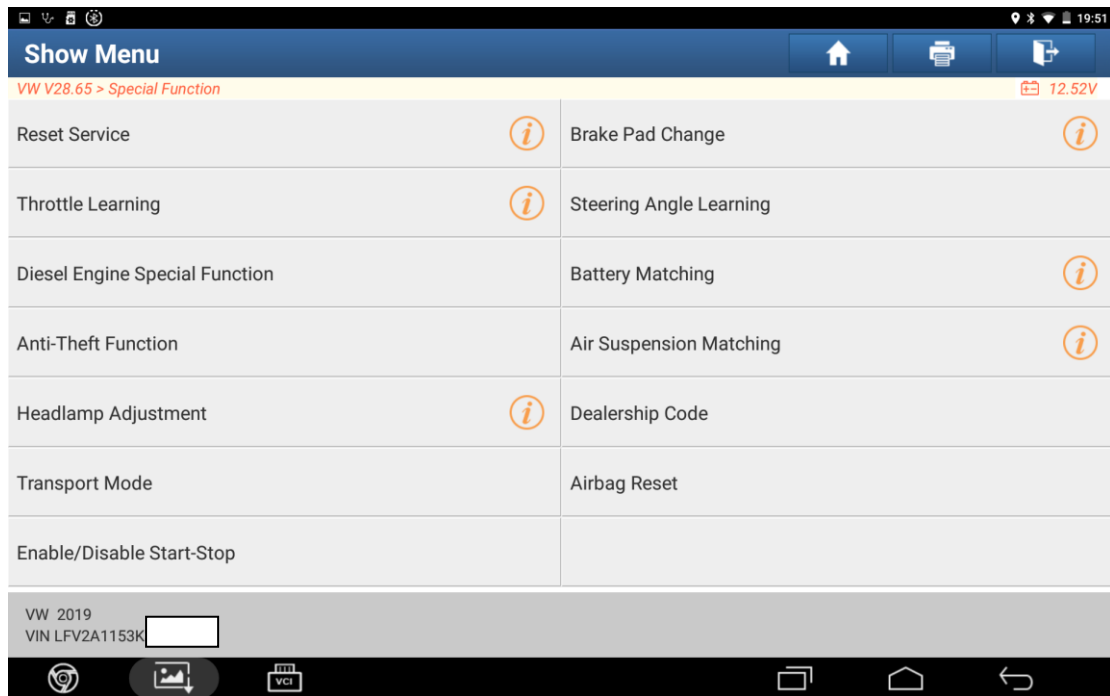 19:51
Show Menu
VW V28.65 > Special Function
12.52V
Reset Service
Brake Pad Change
Throttle Learning
Steering Angle Learning
Diesel Engine Special Function
Battery Matching
Anti-Theft Function
Air Suspension Matching
Headlamp Adjustment
Dealership Code
Transport Mode
Airbag Reset
Enable/Disable Start-Stop
VW 2019
VIN LFV2A1153K
VCI